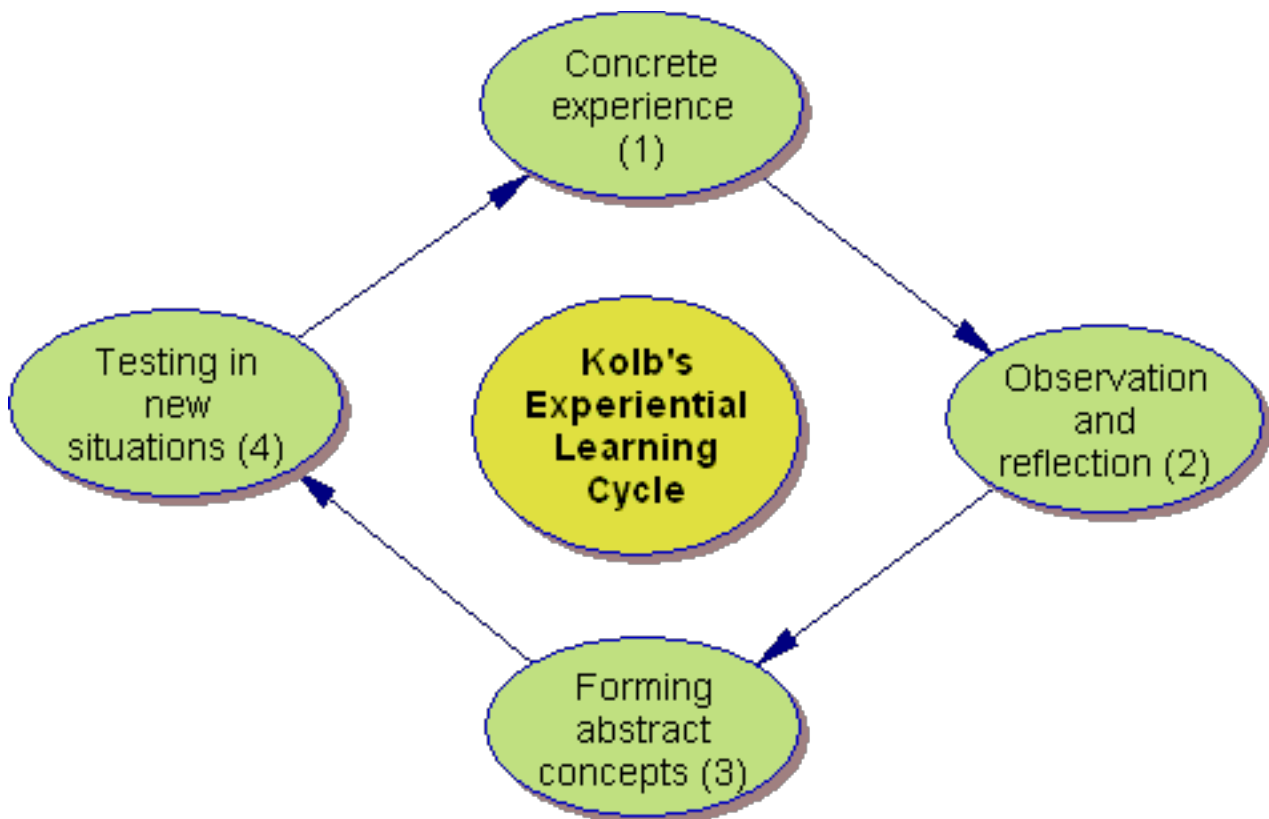 Concrete
experience
(1)
Testing in
new
situations (4)
Kolb's
Experiential
Learning
Cycle
Observation
and
reflection (2)
Forming
abstract
concepts (3)